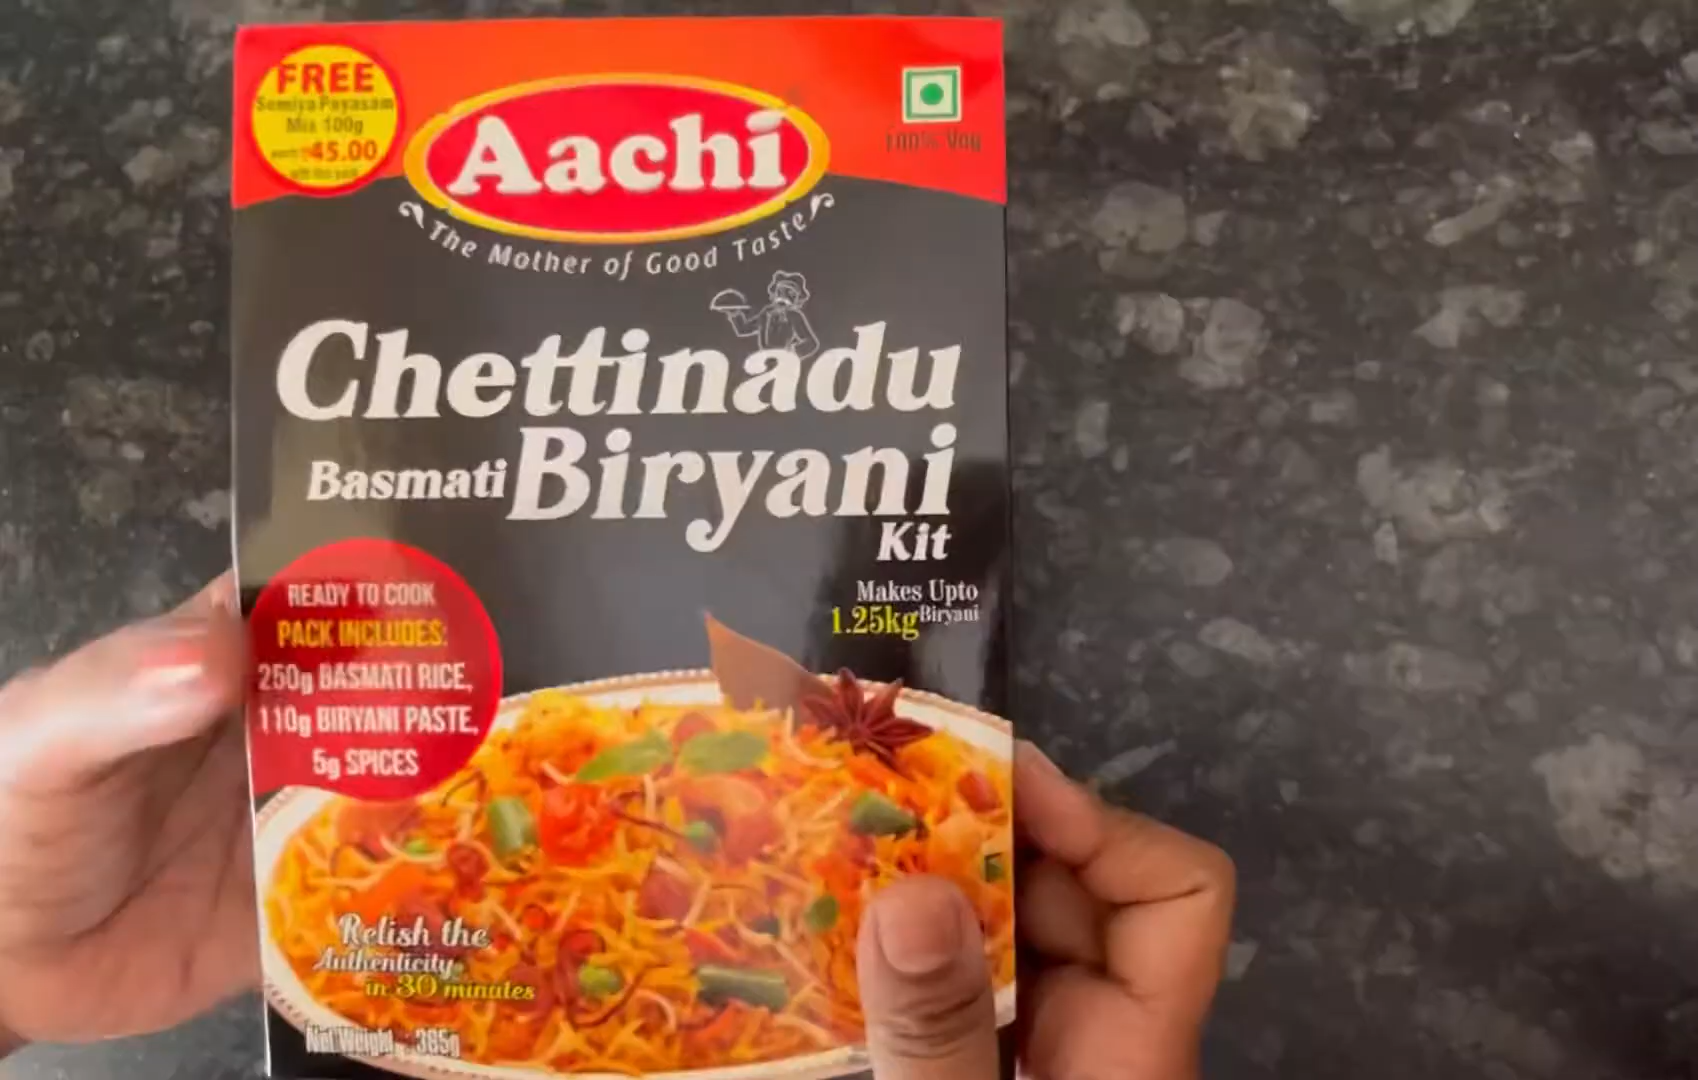 FREE
Semiya Payasam
Mix 100g
45.00
Aachi
The Mother of Good Taste
100% Veg
Chettinadu
Basmati Biryani
Kit
Makes Upto
1.25kg Biryani
READY TO COOK
PACK INCLUDES:
250g BASMATI RICE,
110g BIRYANI PASTE,
5g SPICES
Relish the
Authenticity
in 30 minutes
Net Weight : 365g